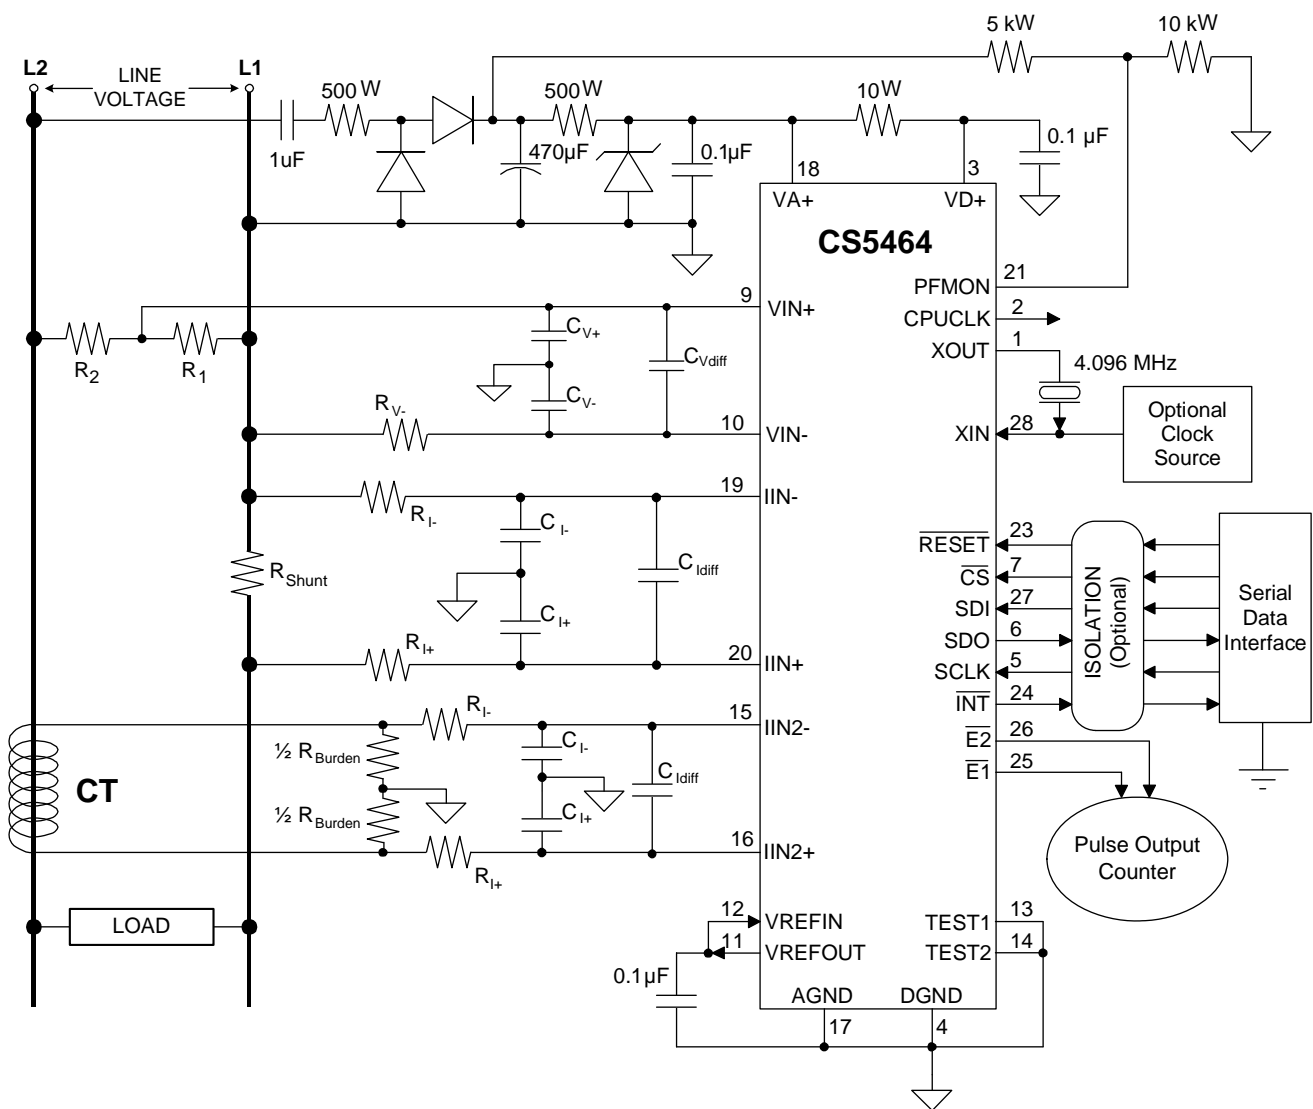 5 kW
10 kW
L2
L1
LINE
VOLTAGE
500W
500W
10W
1uF
470µF
0.1µF
0.1 µF
18
3
VA+
VD+
CS5464
21
PFMON
9
VIN+
2
CPUCLK
1
XOUT
CV+
CVdiff
4.096 MHz
R2
R1
CV-
RV-
10
VIN-
28
XIN
Optional
Clock
Source
19
IIN-
RI-
C I-
RShunt
C Idiff
C I+
RI+
20
IIN+
RESET
23
CS
7
SDI
27
SDO
6
SCLK
5
INT
24
ISOLATION
(Optional)
Serial
Data
Interface
RI-
15
IIN2-
E2
26
E1
25
½ RBurden
CI-
CIdiff
CT
½ RBurden
CI+
16
IIN2+
RI+
Pulse Output
Counter
LOAD
12
VREFIN
TEST1
13
11
VREFOUT
TEST2
14
0.1µF
AGND
DGND
17
4